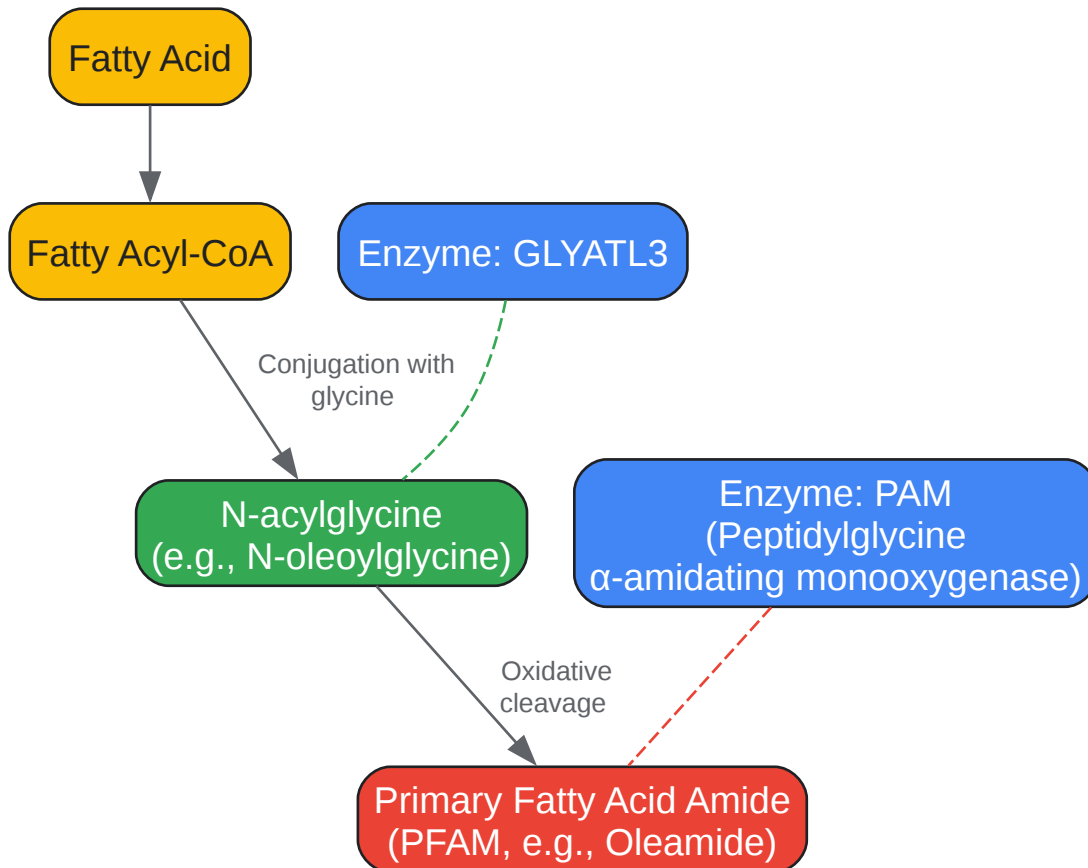 Fatty Acid
Fatty Acyl-CoA
Enzyme: GLYATL3
Conjugation with
glycine
N-acylglycine
(e.g., N-oleoylglycine)
Enzyme: PAM
(Peptidylglycine
α-amidating monooxygenase)
Oxidative
cleavage
Primary Fatty Acid Amide
(PFAM, e.g., Oleamide)